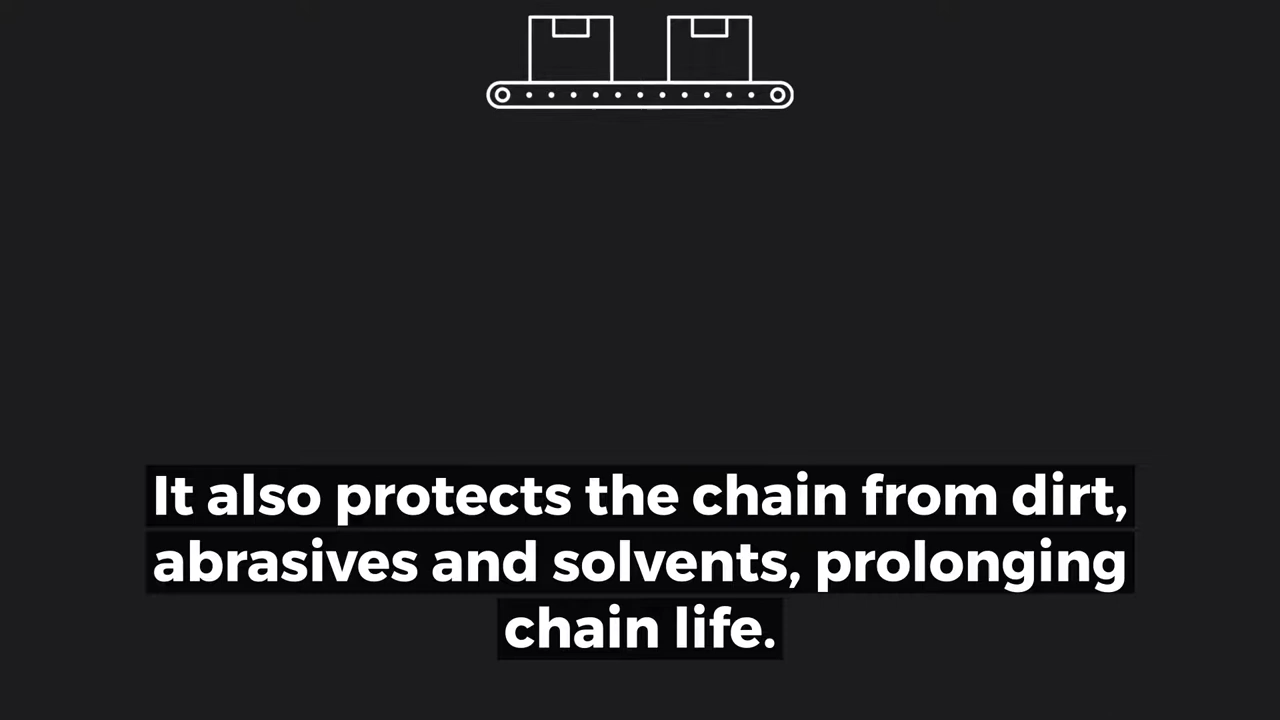 It also protects the chain from dirt,
abrasives and solvents, prolonging
chain life.